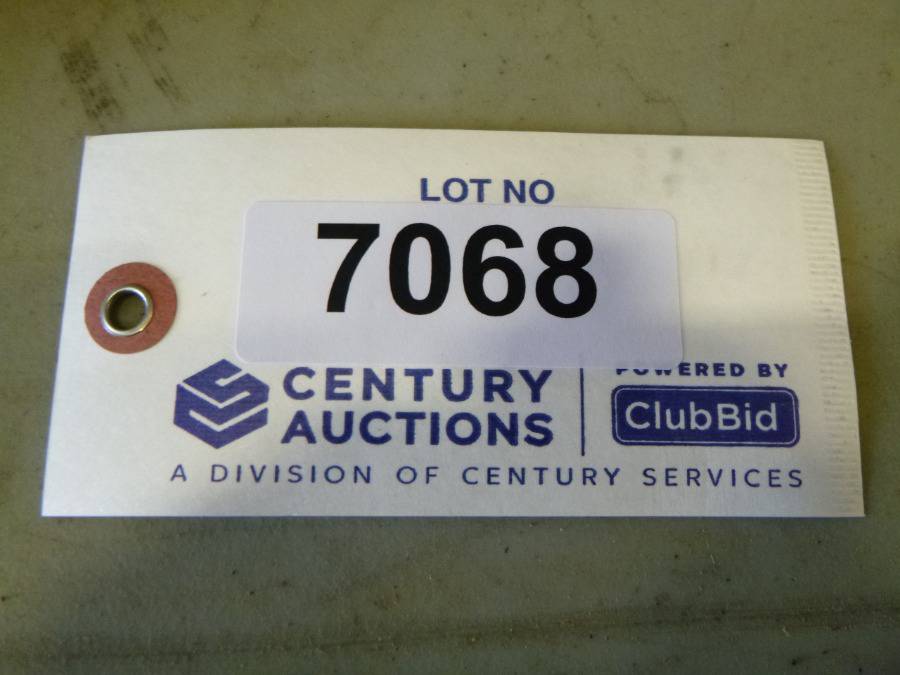 LOT NO
7068
CENTURY
AUCTIONS
POWERED BY
ClubBid
A DIVISION OF CENTURY SERVICES